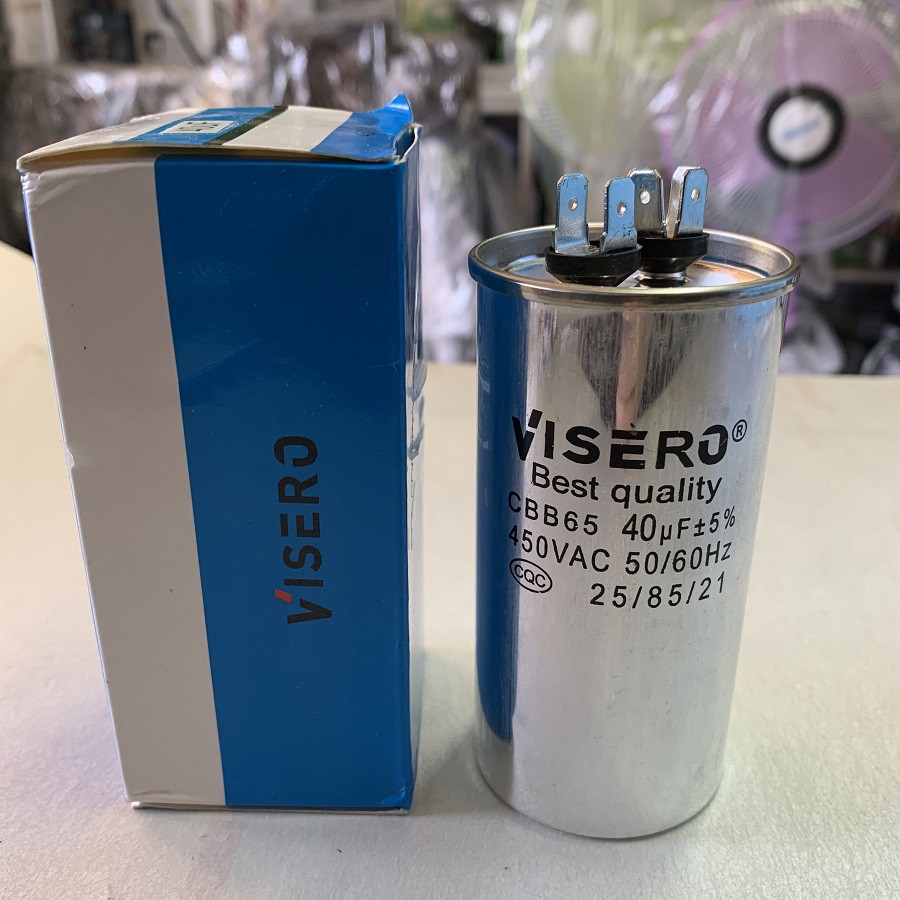 VISERO
VISERO®
Best quality
CBB65 40µF±5%
450VAC 50/60Hz
CQC
25/85/21